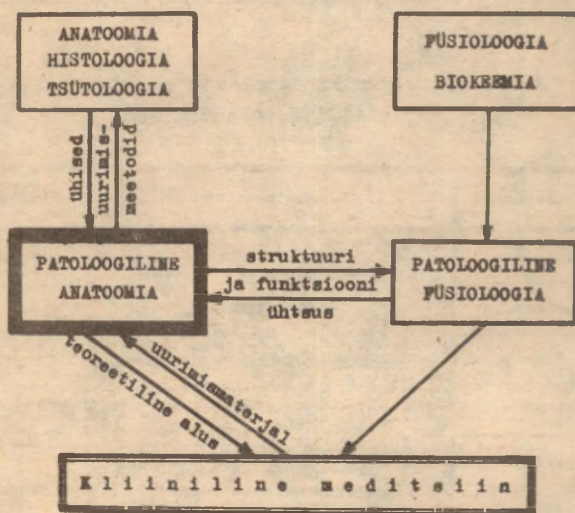 ANATOOMIA
HISTOLOOGIA
TSÜTOLOOGIA
FÜSIOLOOGIA
BIOKEEMIA
ühised
uurimis-
meetodid
PATOLOOGILINE
ANATOOMIA
struktuuri
ja funktsiooni
ühtsus
PATOLOOGILINE
FÜSIOLOOGIA
teoreetiline alus
uurimismaterjal
Kliiniline meditsiin